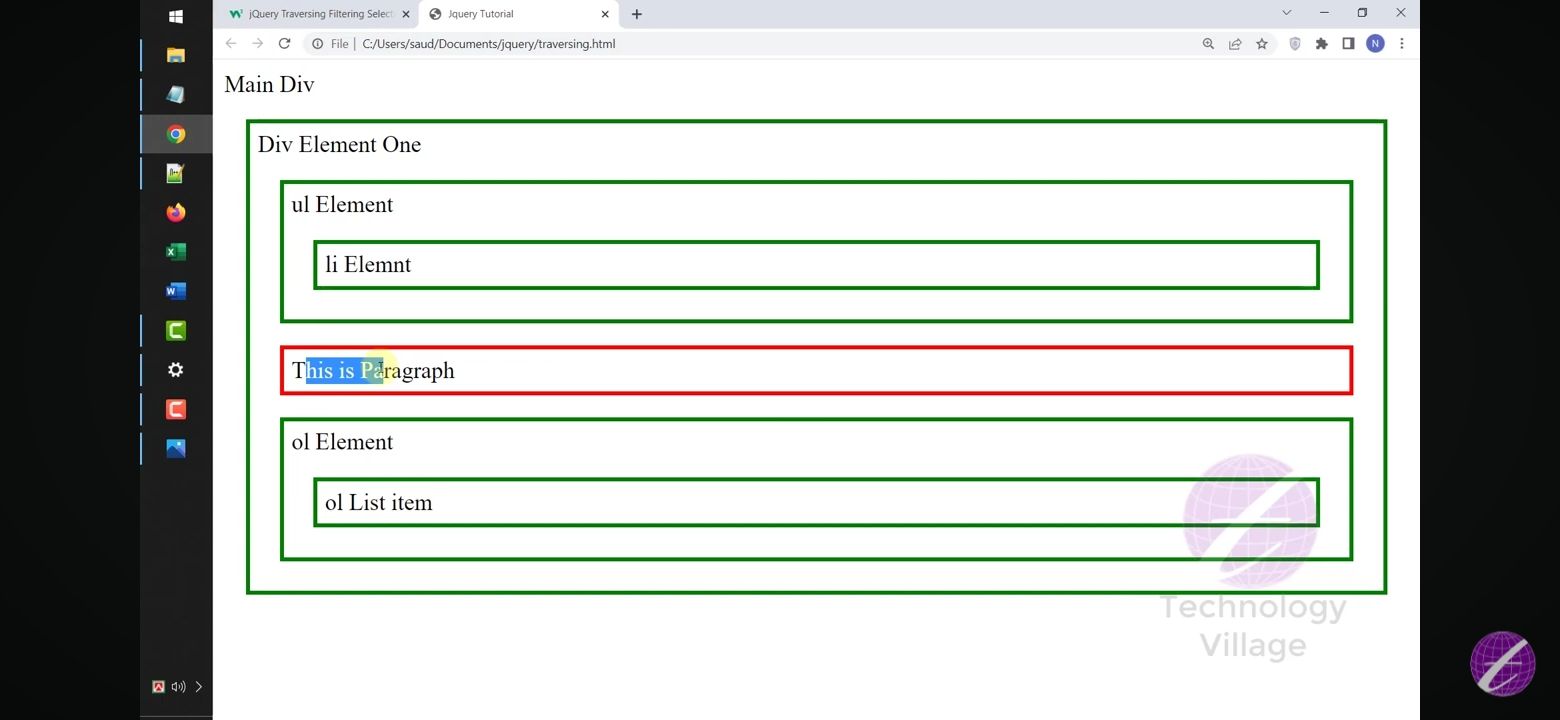 jQuery Traversing Filtering Select
Jquery Tutorial
File
C:/Users/saud/Documents/jquery/traversing.html
N
Main Div
Div Element One
ul Element
li Elemnt
This is Paragraph
ol Element
ol List item
Technology
Village